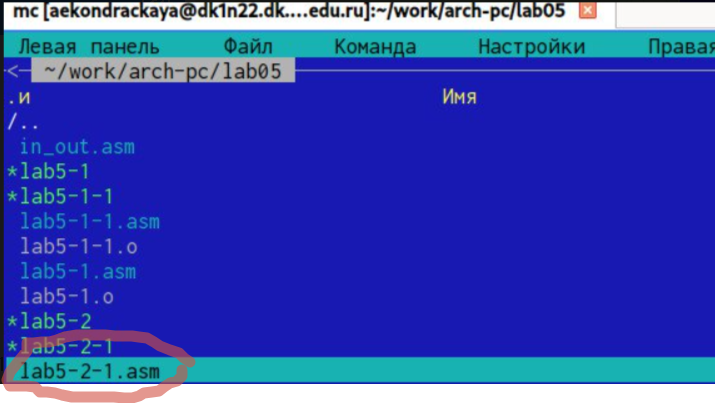 mc [aekondrackaya@dk1n22.dk....edu.ru]:~/work/arch-pc/lab05
Левая панель Файл Команда Настройки Правая
<- ~/work/arch-pc/lab05
.и Имя
/..
in_out.asm
*lab5-1
*lab5-1-1
lab5-1-1.asm
lab5-1-1.o
lab5-1.asm
lab5-1.o
*lab5-2
*lab5-2-1
lab5-2-1.asm